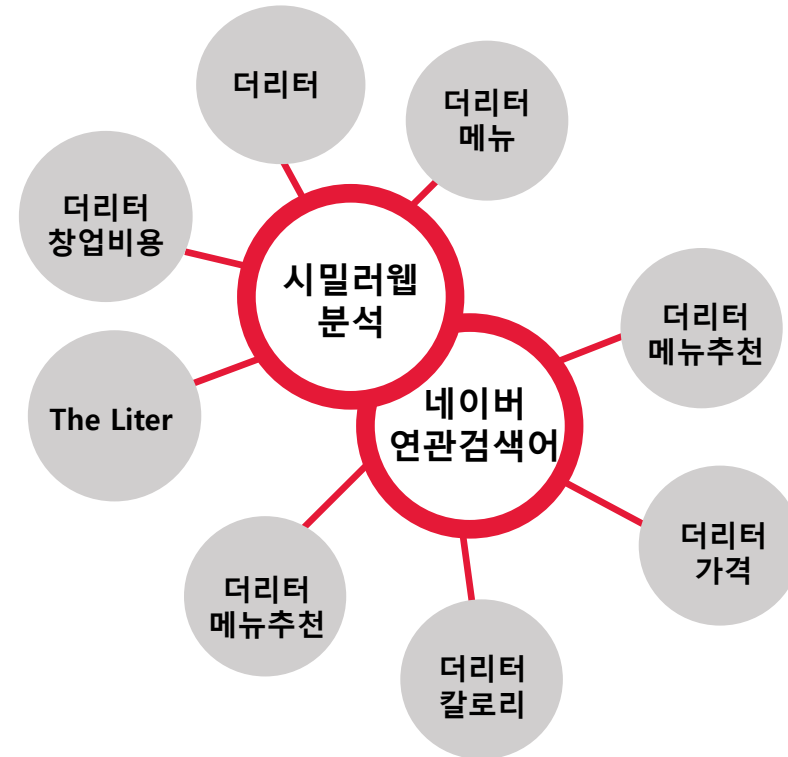 더리터
더리터
메뉴
더리터
창업비용
시밀러웹
분석
더리터
메뉴추천
The Liter
네이버
연관검색어
더리터
가격
더리터
메뉴추천
더리터
칼로리